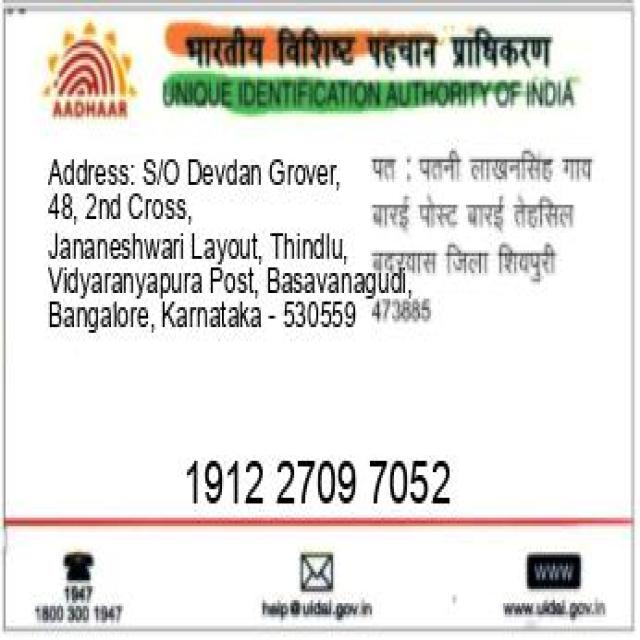 भारतीय विशिष्ट पहचान प्राधिकरण
AADHAAR
UNIQUE IDENTIFICATION AUTHORITY OF INDIA
Address: S/O Devdan Grover,
48, 2nd Cross,
Jananeshwari Layout, Thindlu,
Vidyaranyapura Post, Basavanagudi,
Bangalore, Karnataka - 530559
पत : पतनी लाखनसिंह गाव
बारई पोस्ट बारई तेहसिल
बदरवास जिला शिवपुरी
473885
1912 2709 7052
1947
1800 300 1947
help@uidai.gov.in
WWW
www.uidai.gov.in